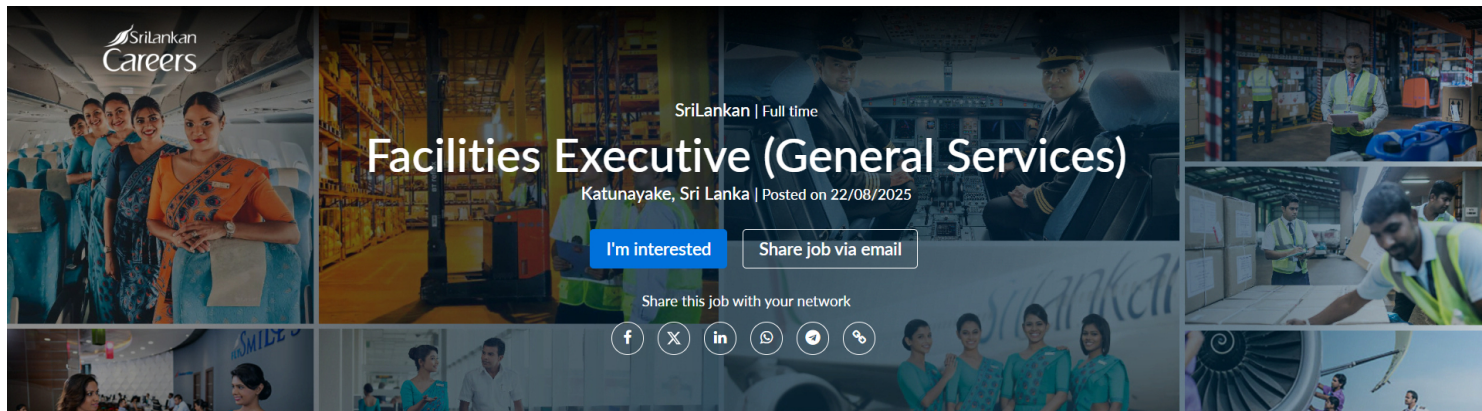 SriLankan
Careers
SriLankan | Full time
Facilities Executive (General Services)
Katunayake, Sri Lanka | Posted on 22/08/2025
I'm interested
Share job via email
Share this job with your network
SMILE'S